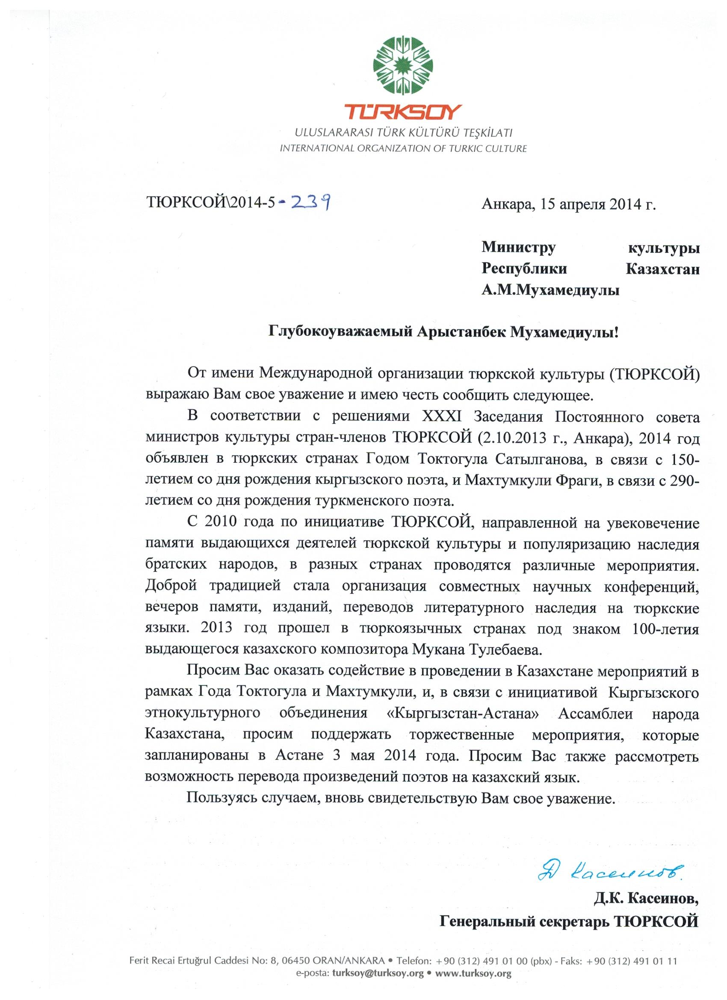 TÜRKSOY
ULUSLARARASI TÜRK KÜLTÜRÜ TEŞKİLATI
INTERNATIONAL ORGANIZATION OF TURKIC CULTURE
ТЮРКСОЙ\2014-5-239
Анкара, 15 апреля 2014 г.
Министру культуры
Республики Казахстан
А.М.Мухамедиулы
Глубокоуважаемый Арыстанбек Мухамедиулы!
От имени Международной организации тюркской культуры (ТЮРКСОЙ)
выражаю Вам свое уважение и имею честь сообщить следующее.
В соответствии с решениями XXXI Заседания Постоянного совета
министров культуры стран-членов ТЮРКСОЙ (2.10.2013 г., Анкара), 2014 год
объявлен в тюркских странах Годом Токтогула Сатылганова, в связи с 150-
летием со дня рождения кыргызского поэта, и Махтумкули Фраги, в связи с 290-
летием со дня рождения туркменского поэта.
С 2010 года по инициативе ТЮРКСОЙ, направленной на увековечение
памяти выдающихся деятелей тюркской культуры и популяризацию наследия
братских народов, в разных странах проводятся различные мероприятия.
Доброй традицией стала организация совместных научных конференций,
вечеров памяти, изданий, переводов литературного наследия на тюркские
языки. 2013 год прошел в тюркоязычных странах под знаком 100-летия
выдающегося казахского композитора Мукана Тулебаева.
Просим Вас оказать содействие в проведении в Казахстане мероприятий в
рамках Года Токтогула и Махтумкули, и, в связи с инициативой Кыргызского
этнокультурного объединения «Кыргызстан-Астана» Ассамблеи народа
Казахстана, просим поддержать торжественные мероприятия, которые
запланированы в Астане 3 мая 2014 года. Просим Вас также рассмотреть
возможность перевода произведений поэтов на казахский язык.
Пользуясь случаем, вновь свидетельствую Вам свое уважение.
Д Касеинов.
Д.К. Касеинов,
Генеральный секретарь ТЮРКСОЙ
Ferit Recai Ertuğrul Caddesi No: 8, 06450 ORAN/ANKARA • Telefon: +90 (312) 491 01 00 (pbx) - Faks: +90 (312) 491 01 11
e-posta: turksoy@turksoy.org • www.turksoy.org